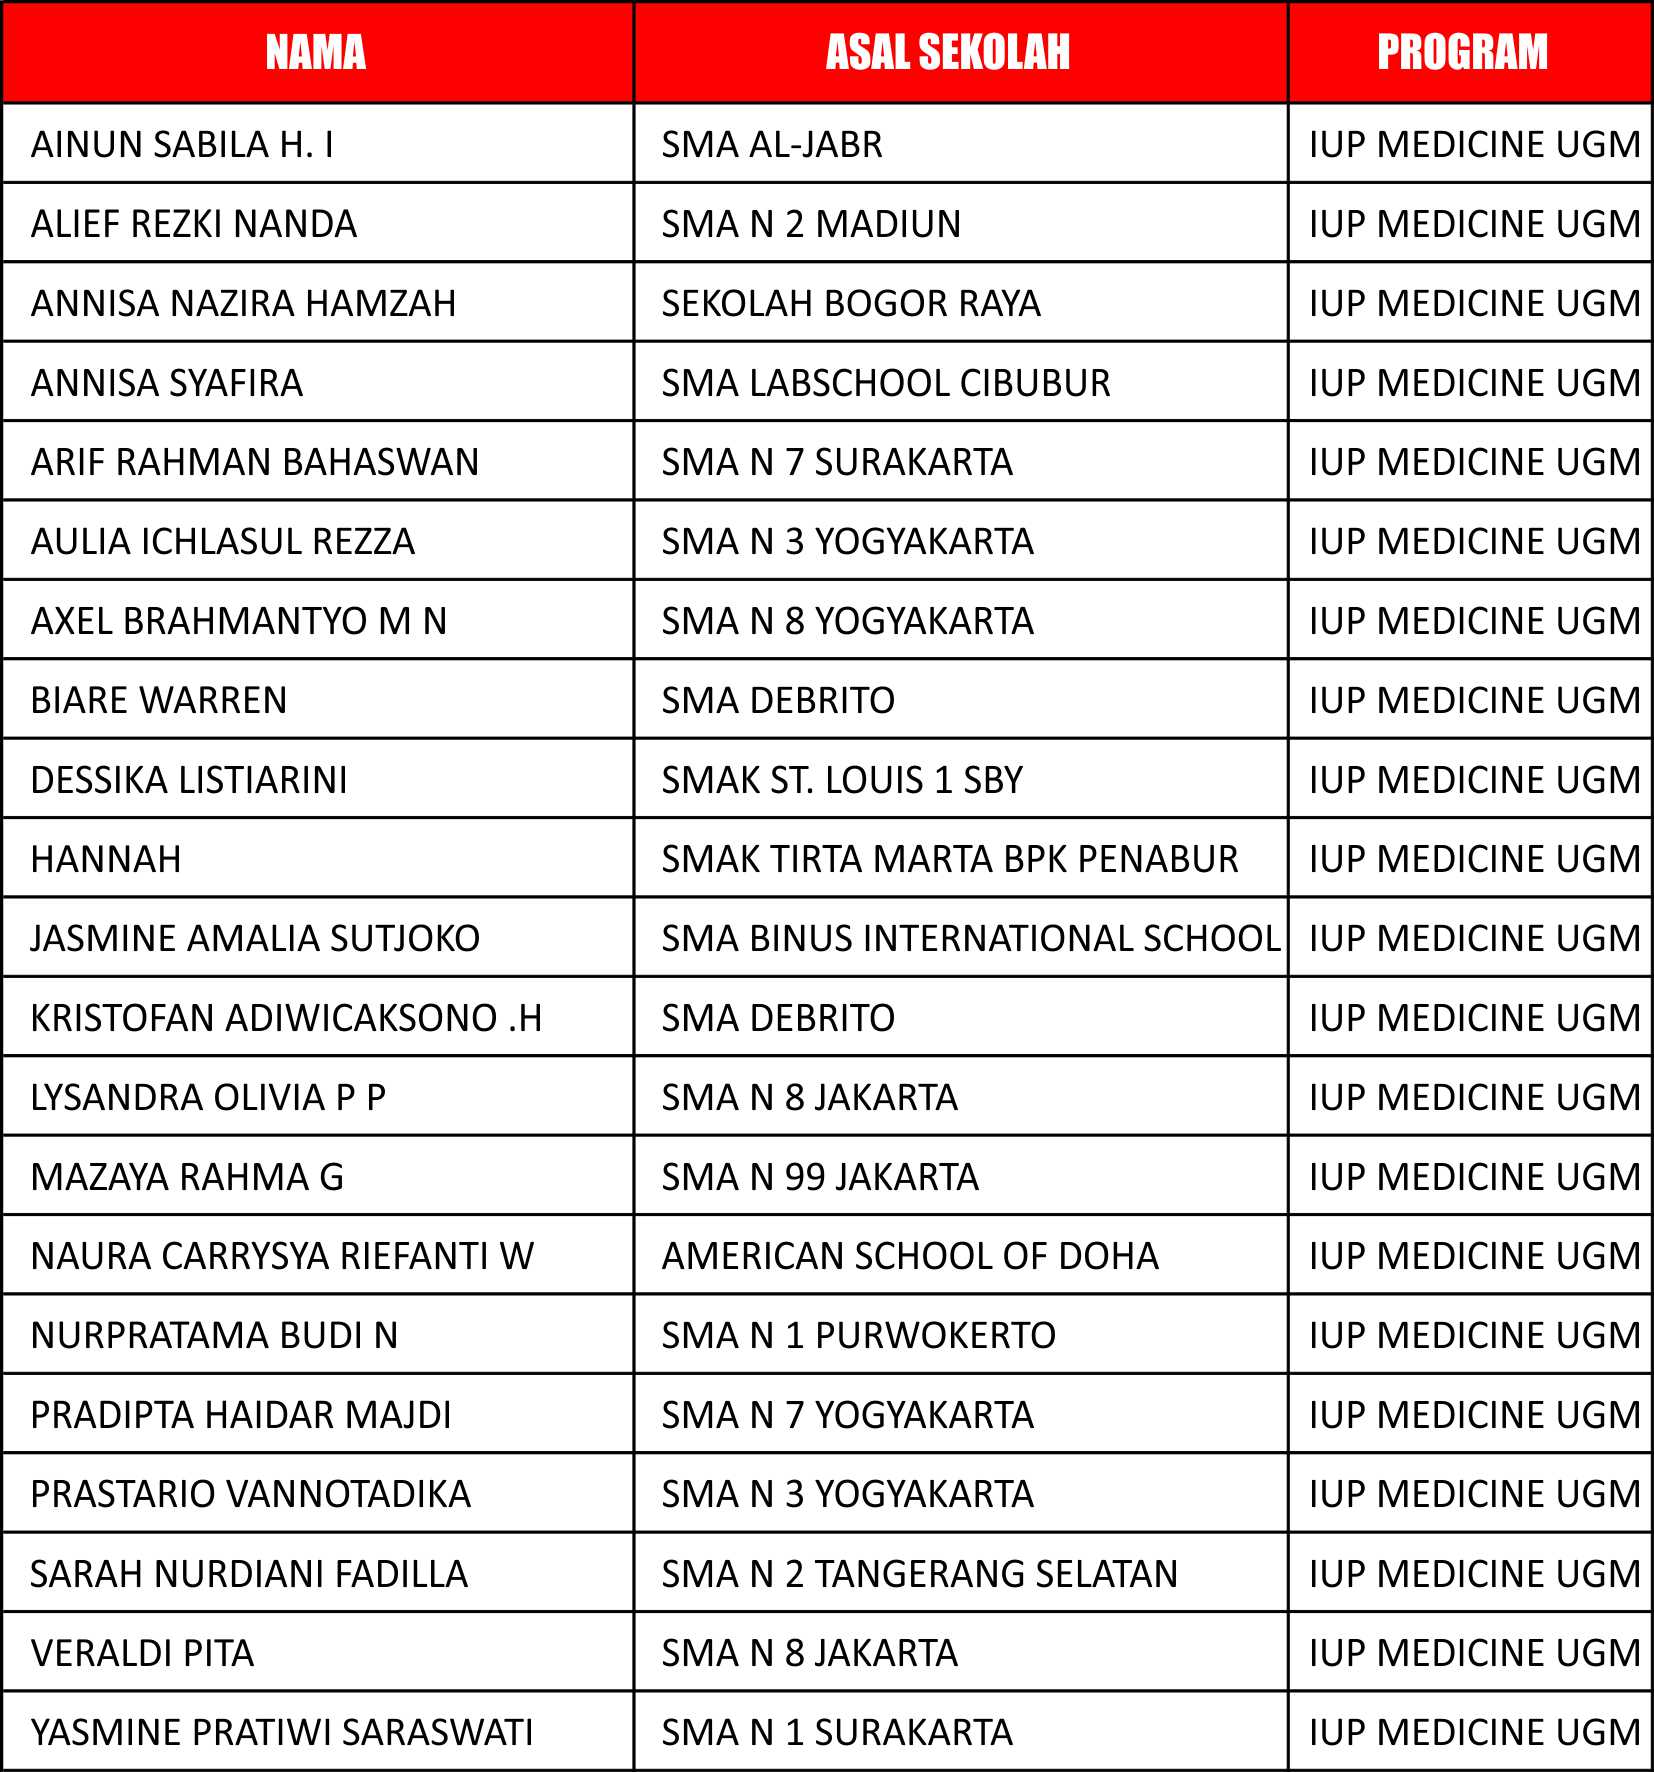 NAMA ASAL SEKOLAH PROGRAM
AINUN SABILA H. I SMA AL-JABR IUP MEDICINE UGM
ALIEF REZKI NANDA SMA N 2 MADIUN IUP MEDICINE UGM
ANNISA NAZIRA HAMZAH SEKOLAH BOGOR RAYA IUP MEDICINE UGM
ANNISA SYAFIRA SMA LABSCHOOL CIBUBUR IUP MEDICINE UGM
ARIF RAHMAN BAHASWAN SMA N 7 SURAKARTA IUP MEDICINE UGM
AULIA ICHLASUL REZZA SMA N 3 YOGYAKARTA IUP MEDICINE UGM
AXEL BRAHMANTYO M N SMA N 8 YOGYAKARTA IUP MEDICINE UGM
BIARE WARREN SMA DEBRITO IUP MEDICINE UGM
DESSIKA LISTIARINI SMAK ST. LOUIS 1 SBY IUP MEDICINE UGM
HANNAH SMAK TIRTA MARTA BPK PENABUR IUP MEDICINE UGM
JASMINE AMALIA SUTJOKO SMA BINUS INTERNATIONAL SCHOOL IUP MEDICINE UGM
KRISTOFAN ADIWICAKSONO .H SMA DEBRITO IUP MEDICINE UGM
LYSANDRA OLIVIA P P SMA N 8 JAKARTA IUP MEDICINE UGM
MAZAYA RAHMA G SMA N 99 JAKARTA IUP MEDICINE UGM
NAURA CARRYSYA RIEFANTI W AMERICAN SCHOOL OF DOHA IUP MEDICINE UGM
NURPRATAMA BUDI N SMA N 1 PURWOKERTO IUP MEDICINE UGM
PRADIPTA HAIDAR MAJDI SMA N 7 YOGYAKARTA IUP MEDICINE UGM
PRASTARIO VANNOTADIKA SMA N 3 YOGYAKARTA IUP MEDICINE UGM
SARAH NURDIANI FADILLA SMA N 2 TANGERANG SELATAN IUP MEDICINE UGM
VERALDI PITA SMA N 8 JAKARTA IUP MEDICINE UGM
YASMINE PRATIWI SARASWATI SMA N 1 SURAKARTA IUP MEDICINE UGM